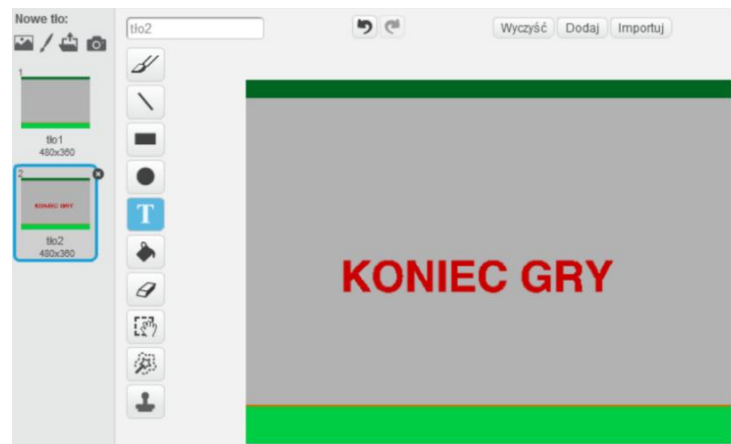 Nowe tło:
tło2
Wyczyść Dodaj Importuj
1
tło1
480x360
2
KONIEC GRY
tło2
480x360
T
KONIEC GRY